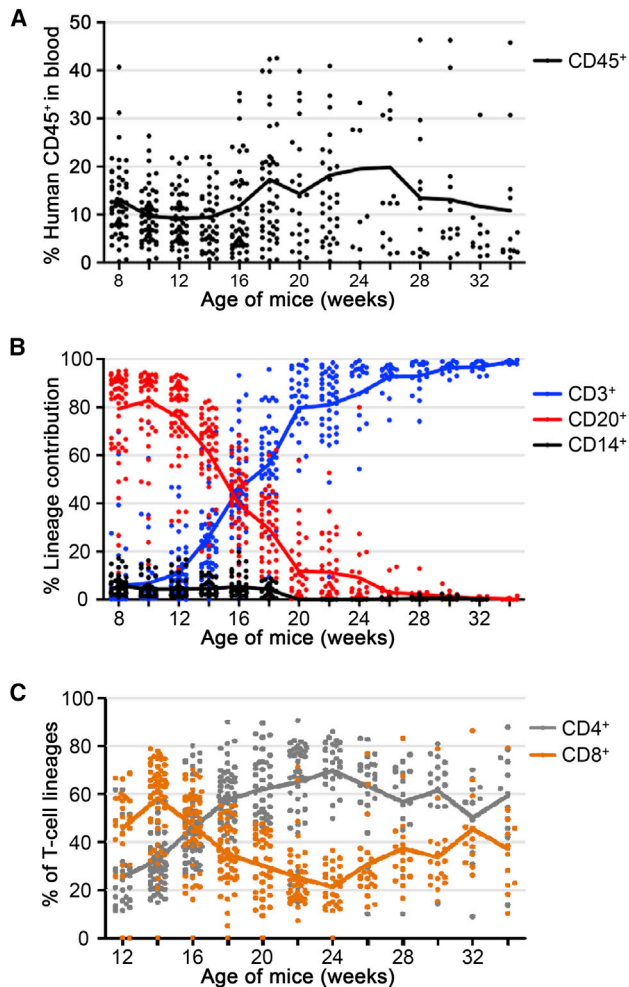 A
% Human CD45+ in blood
50
40
30
20
10
0
8 12 16 20 24 28 32
Age of mice (weeks)
CD45+
B
% Lineage contribution
100
80
60
40
20
0
8 12 16 20 24 28 32
Age of mice (weeks)
CD3+
CD20+
CD14+
C
% of T-cell lineages
100
80
60
40
20
0
12 16 20 24 28 32
Age of mice (weeks)
CD4+
CD8+